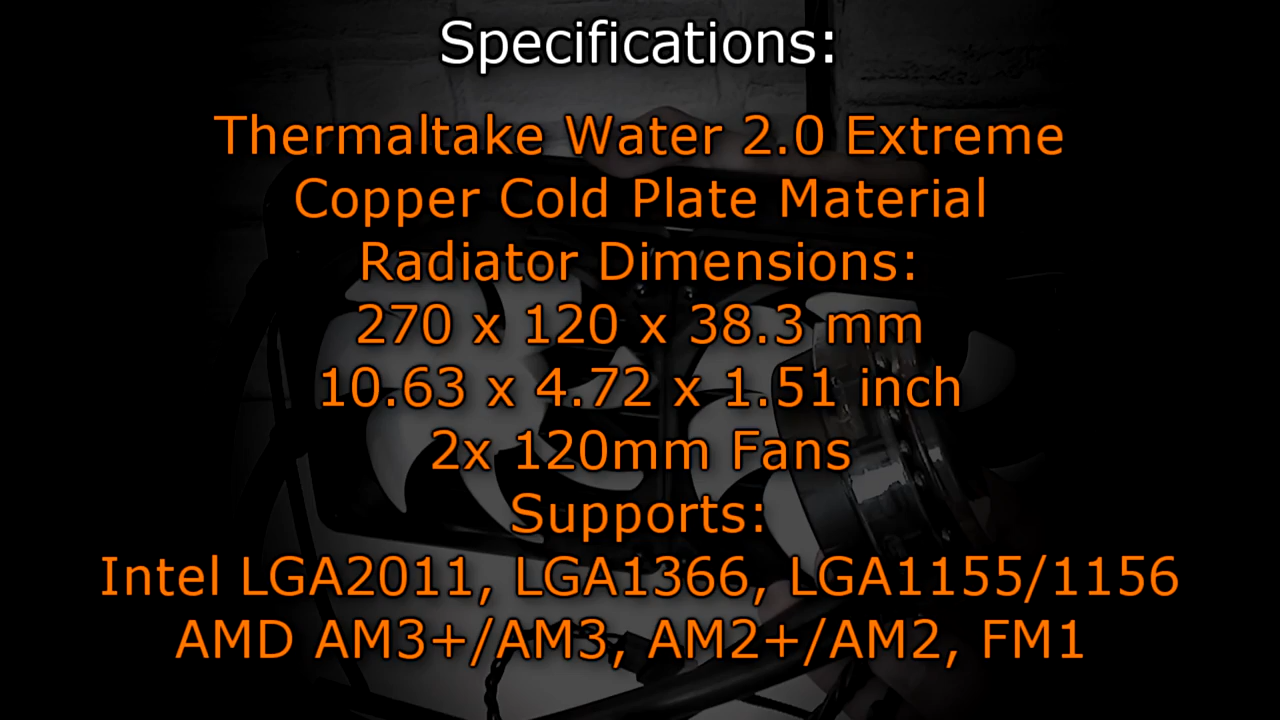 Specifications:
Thermaltake Water 2.0 Extreme
Copper Cold Plate Material
Radiator Dimensions:
270 x 120 x 38.3 mm
10.63 x 4.72 x 1.51 inch
2x 120mm Fans
Supports:
Intel LGA2011, LGA1366, LGA1155/1156
AMD AM3+/AM3, AM2+/AM2, FM1